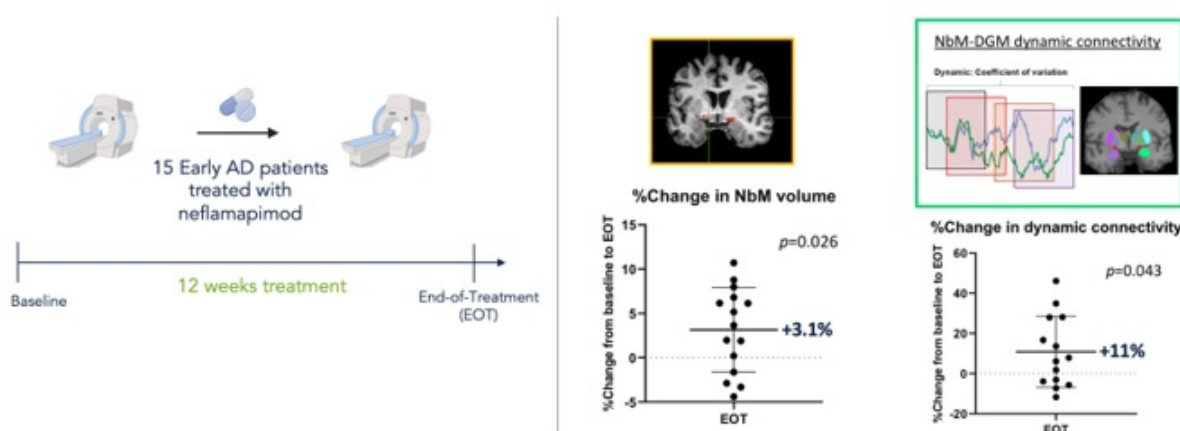 15 Early AD patients
treated with
neflamapimod
Baseline
12 weeks treatment
End-of-Treatment
(EOT)
%Change in NbM volume
%Change from baseline to EOT
p=0.026
15
10
5
0
-5
+3.1%
EOT
NbM-DGM dynamic connectivity
Dynamic: Coefficient of variation
%Change in dynamic connectivity
%Change from baseline to EOT
p=0.043
60
40
20
0
-20
+11%
EOT